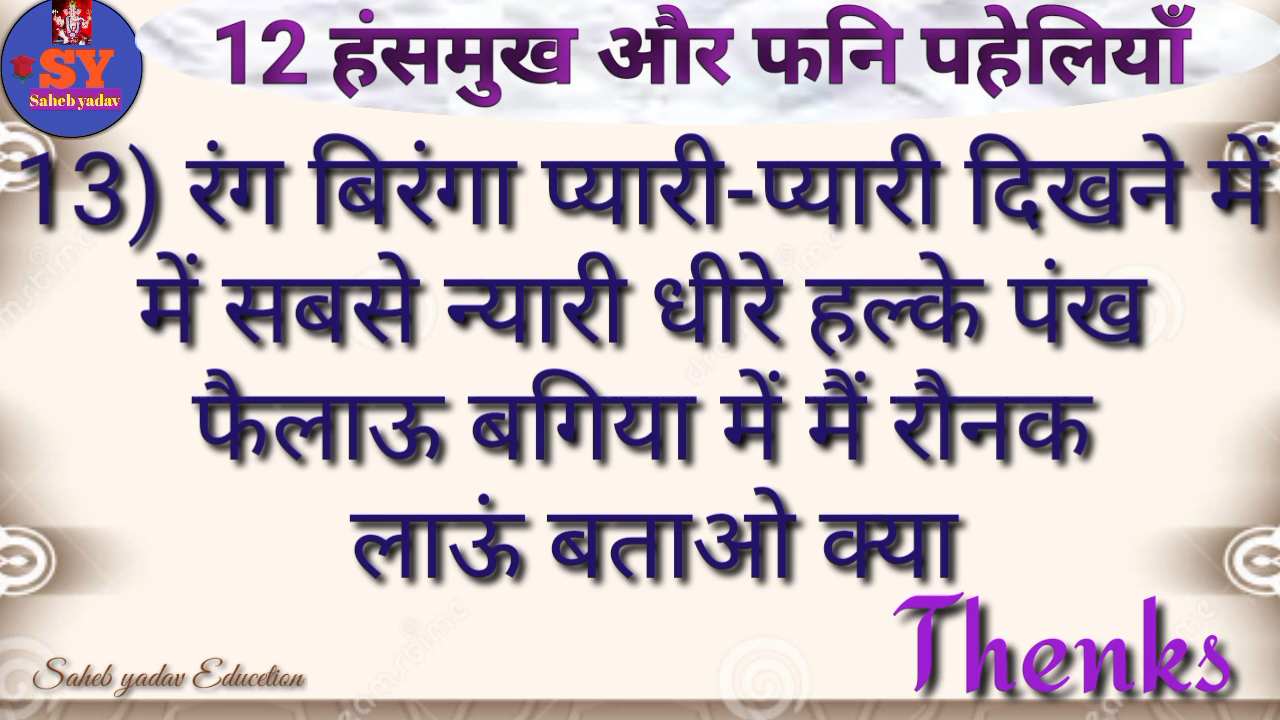 SY
Saheb yadav
12 हंसमुख और फनि पहेलियाँ
13) रंग बिरंगा प्यारी-प्यारी दिखने में
में सबसे न्यारी धीरे हल्के पंख
फैलाऊ बगिया में मैं रौनक
लाऊं बताओ क्या
Thenks
Saheb yadav Educetion